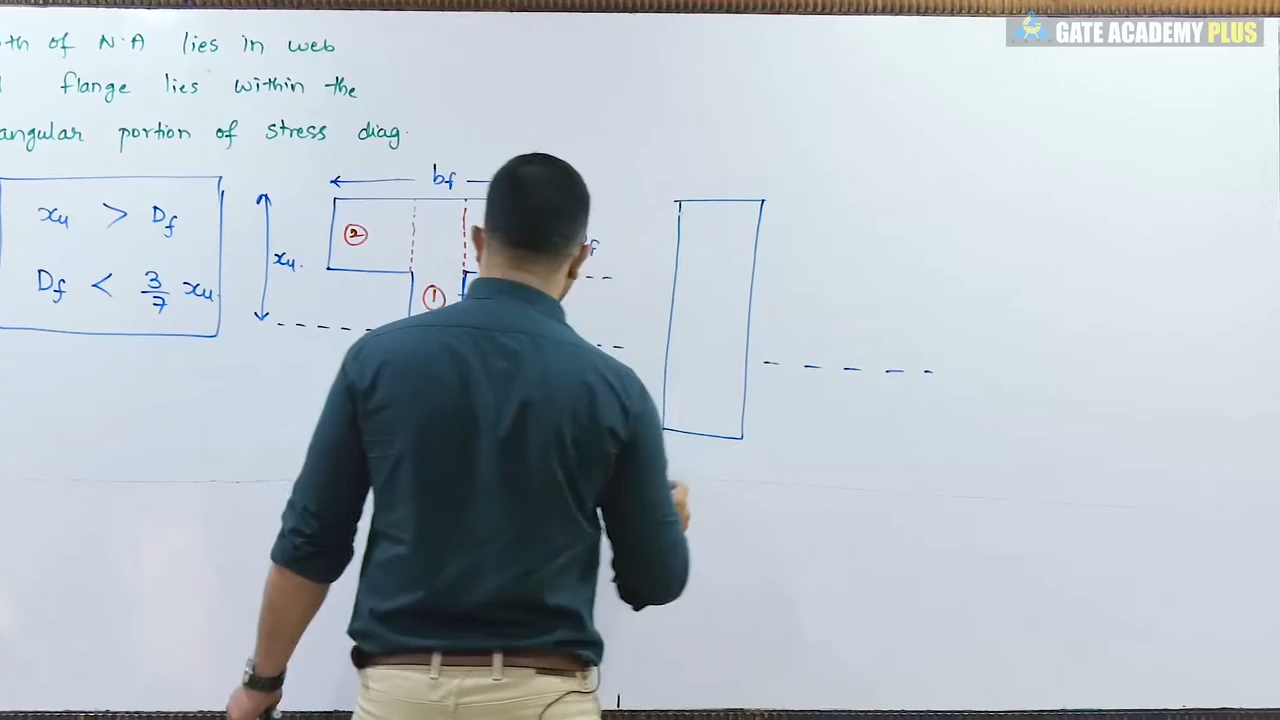 of N.A lies in web
flange lies within the
portion of stress diag.
xu > Df
Df < 3/7 xu
bf
xu.
②
①
GATE ACADEMY PLUS